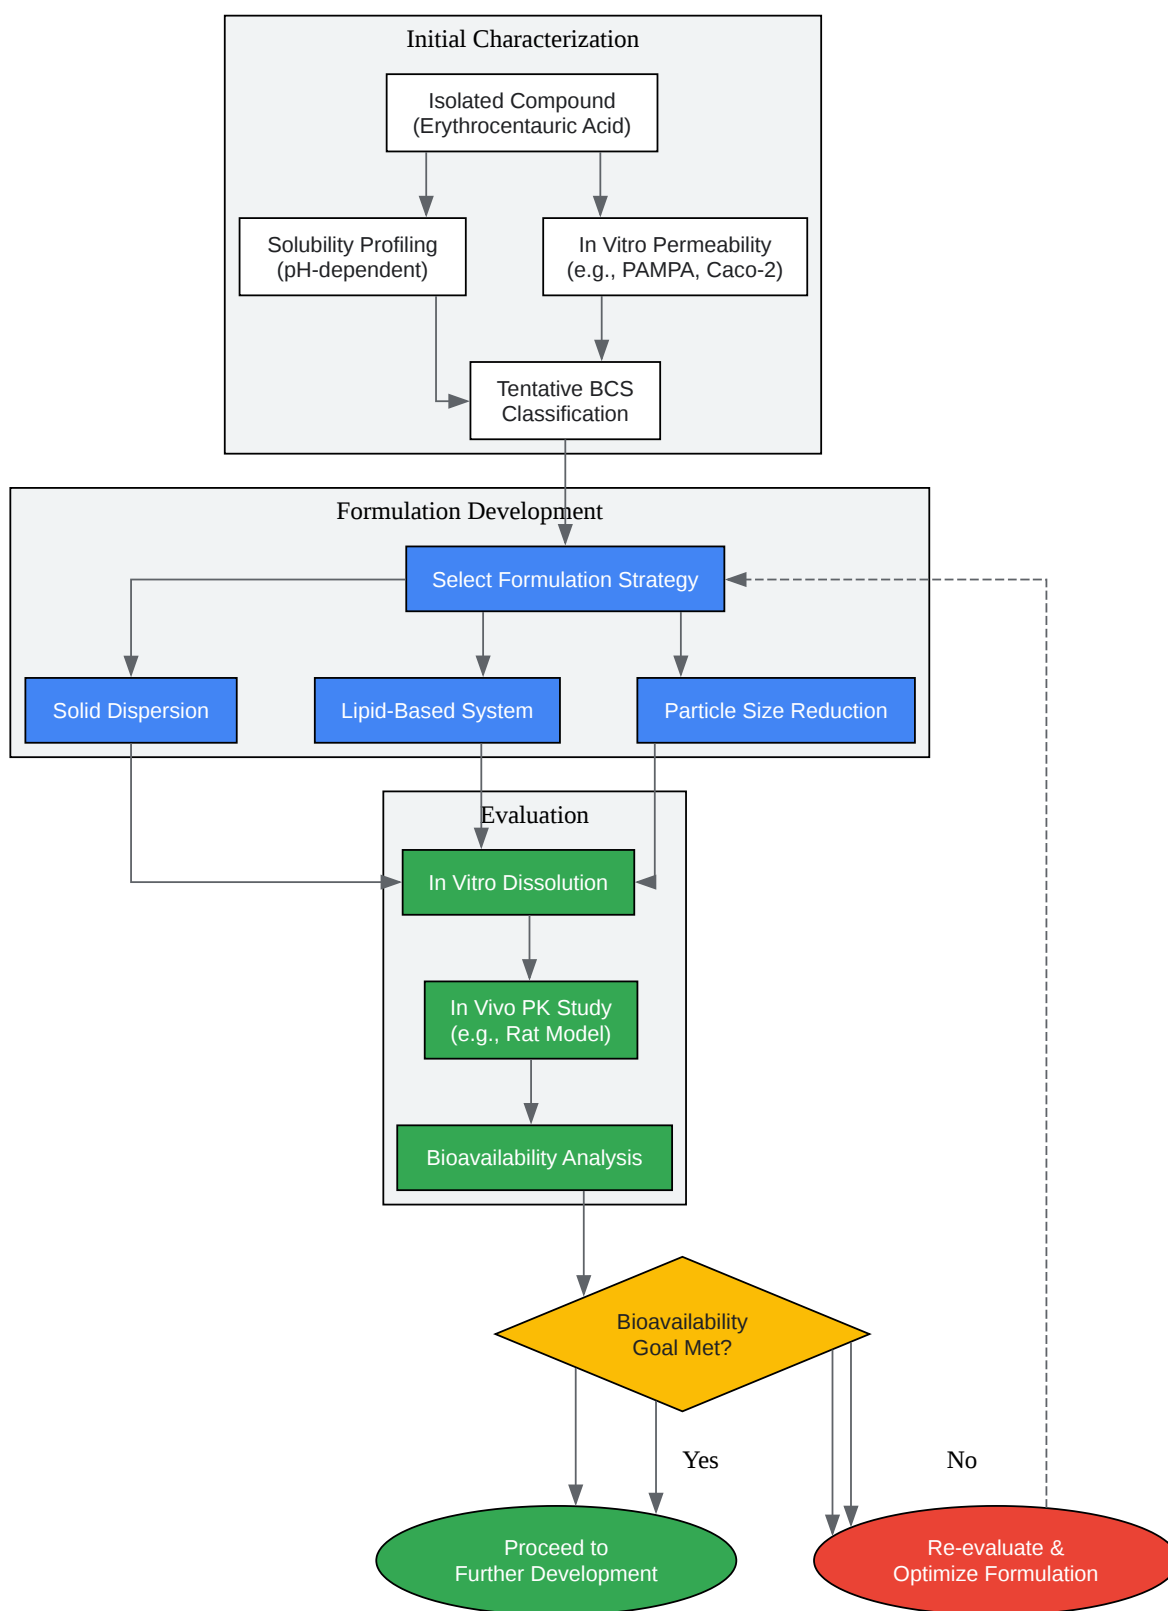 Initial Characterization
Isolated Compound
(Erythrocentauric Acid)
Solubility Profiling
(pH-dependent)
In Vitro Permeability
(e.g., PAMPA, Caco-2)
Tentative BCS
Classification
Formulation Development
Select Formulation Strategy
Solid Dispersion
Lipid-Based System
Particle Size Reduction
Evaluation
In Vitro Dissolution
In Vivo PK Study
(e.g., Rat Model)
Bioavailability Analysis
Bioavailability
Goal Met?
Yes
No
Proceed to
Further Development
Re-evaluate &
Optimize Formulation